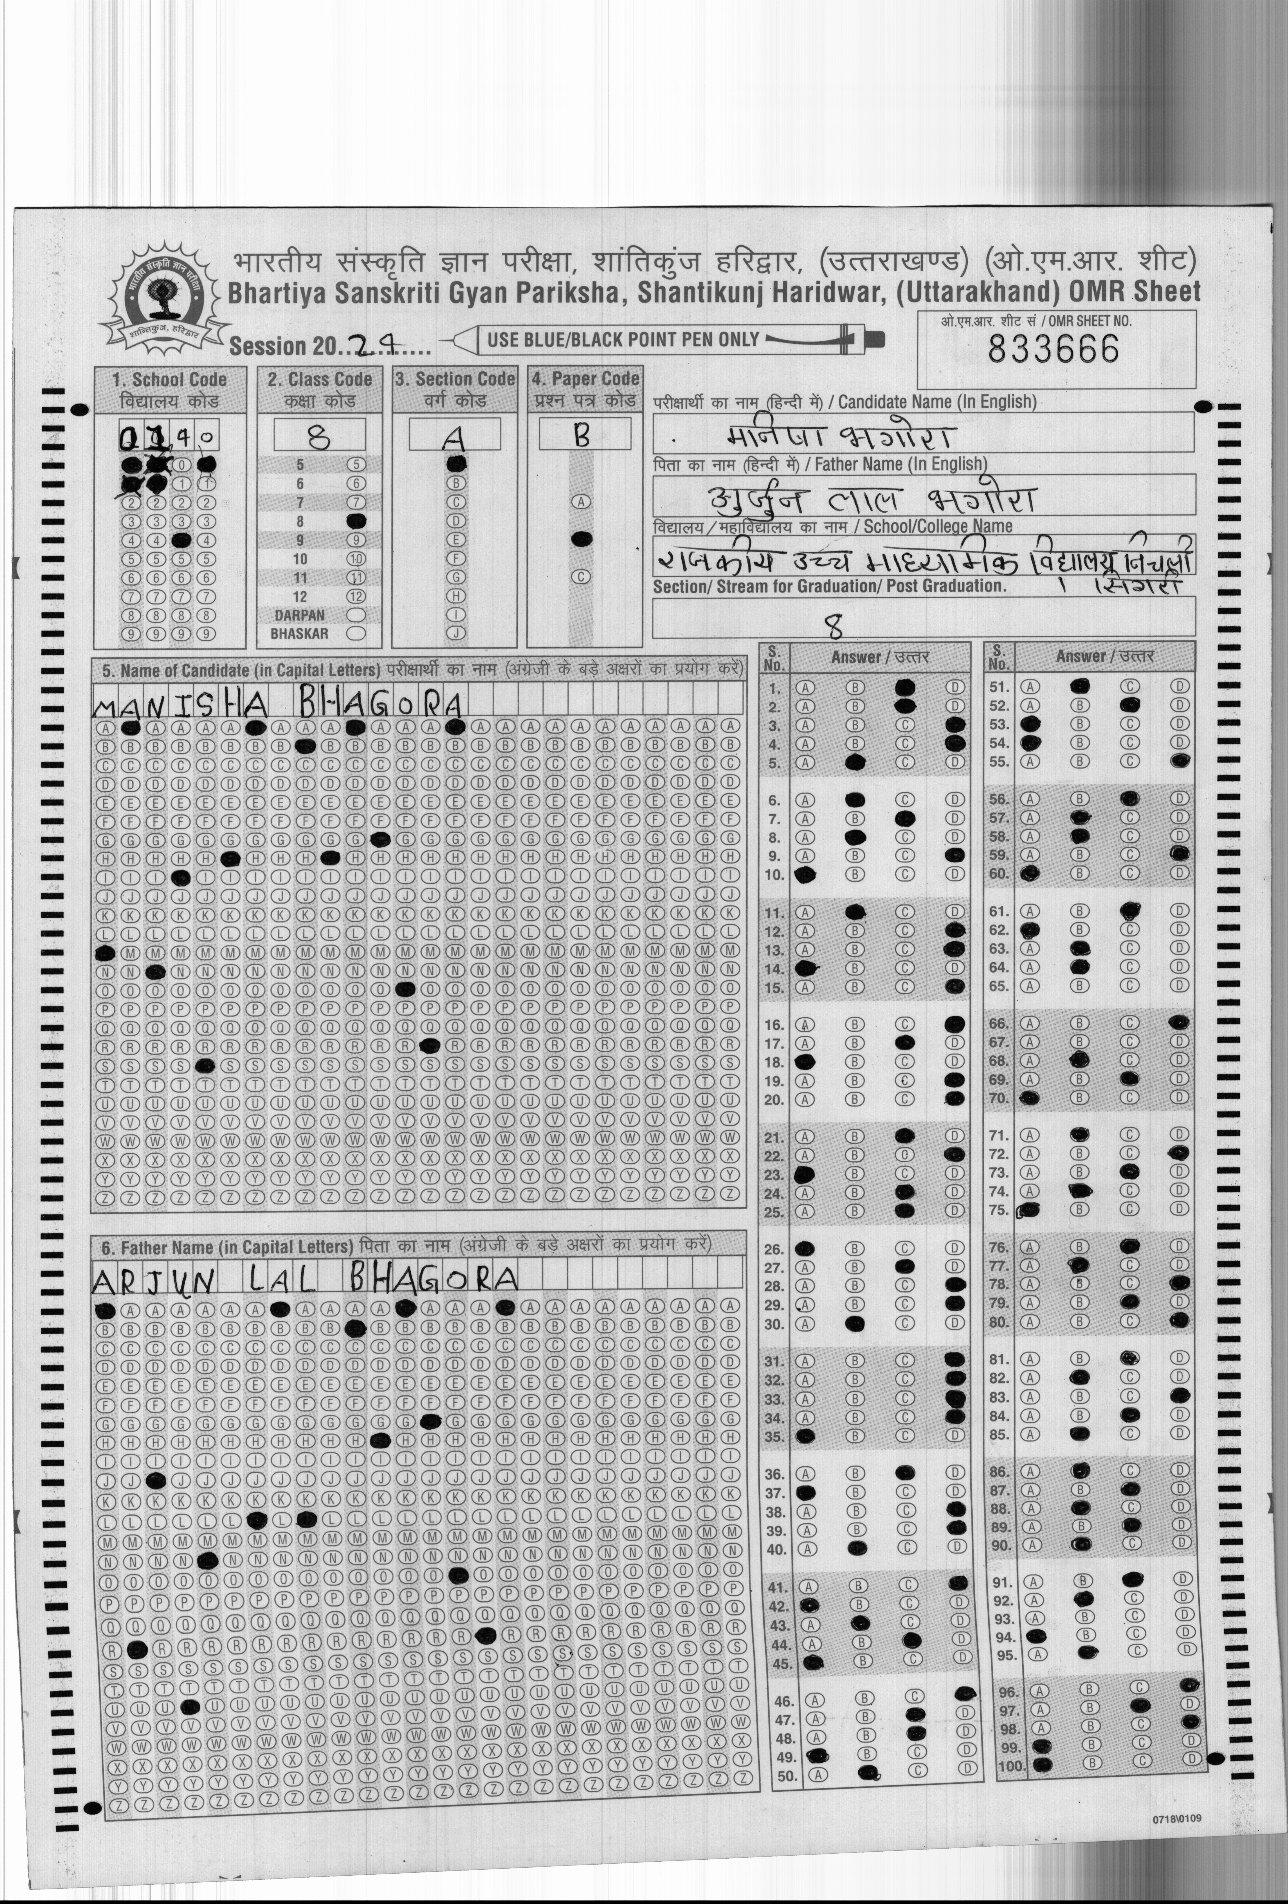 भारतीय संस्कृति ज्ञान परीक्षा, शांतिकुंज हरिद्वार, (उत्तराखण्ड) (ओ.एम.आर. शीट)
Bhartiya Sanskriti Gyan Pariksha, Shantikunj Haridwar, (Uttarakhand) OMR Sheet
Session 20..24.......
USE BLUE/BLACK POINT PEN ONLY
ओ.एम.आर. शीट सं / OMR SHEET NO.
833666
1. School Code
विद्यालय कोड
2. Class Code
कक्षा कोड
8
5
6
7
8
9
10
11
12
DARPAN
BHASKAR
3. Section Code
वर्ग कोड
A
4. Paper Code
प्रश्न पत्र कोड
B
परीक्षार्थी का नाम (हिन्दी में) / Candidate Name (In English)
मनिषा भगोरा
पिता का नाम (हिन्दी में) / Father Name (In English)
अर्जुन लाल भगोरा
विद्यालय / महाविद्यालय का नाम / School/College Name
राजकीय उच्च माध्यमिक विद्यालय निचली
सिगरी
Section/ Stream for Graduation/ Post Graduation.
8
5. Name of Candidate (in Capital Letters) परीक्षार्थी का नाम (अंग्रेजी के बड़े अक्षरों का प्रयोग करें)
MANISHA BHAGORA
6. Father Name (in Capital Letters) पिता का नाम (अंग्रेजी के बड़े अक्षरों का प्रयोग करें)
ARJUN LAL BHAGORA
S. No.
Answer / उत्तर
S. No.
Answer / उत्तर
0718\0109